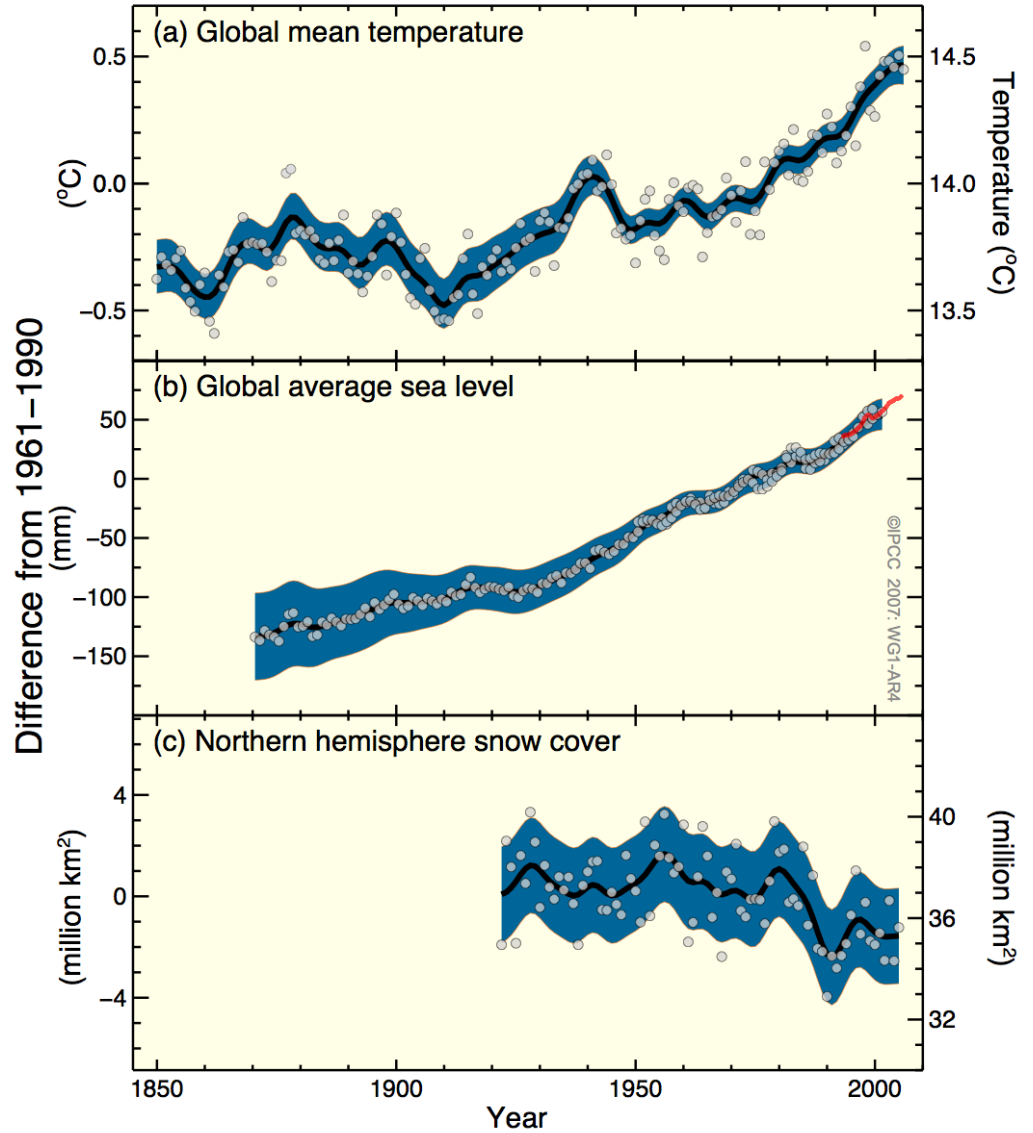 Difference from 1961–1990
(a) Global mean temperature
(°C)
0.5
0.0
−0.5
14.5
14.0
13.5
Temperature (°C)
(b) Global average sea level
(mm)
50
0
−50
−100
−150
©IPCC 2007: WG1-AR4
(c) Northern hemisphere snow cover
(million km²)
4
0
−4
40
36
32
(million km²)
1850
1900
1950
2000
Year